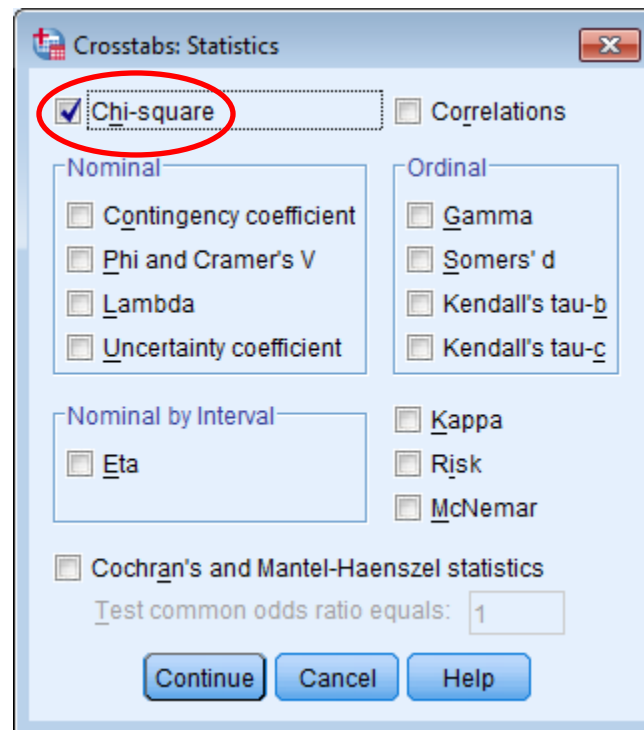 Crosstabs: Statistics
Chi-square
Correlations
Nominal
Contingency coefficient
Phi and Cramer's V
Lambda
Uncertainty coefficient
Ordinal
Gamma
Somers' d
Kendall's tau-b
Kendall's tau-c
Nominal by Interval
Eta
Kappa
Risk
McNemar
Cochran's and Mantel-Haenszel statistics
Test common odds ratio equals: 1
Continue Cancel Help